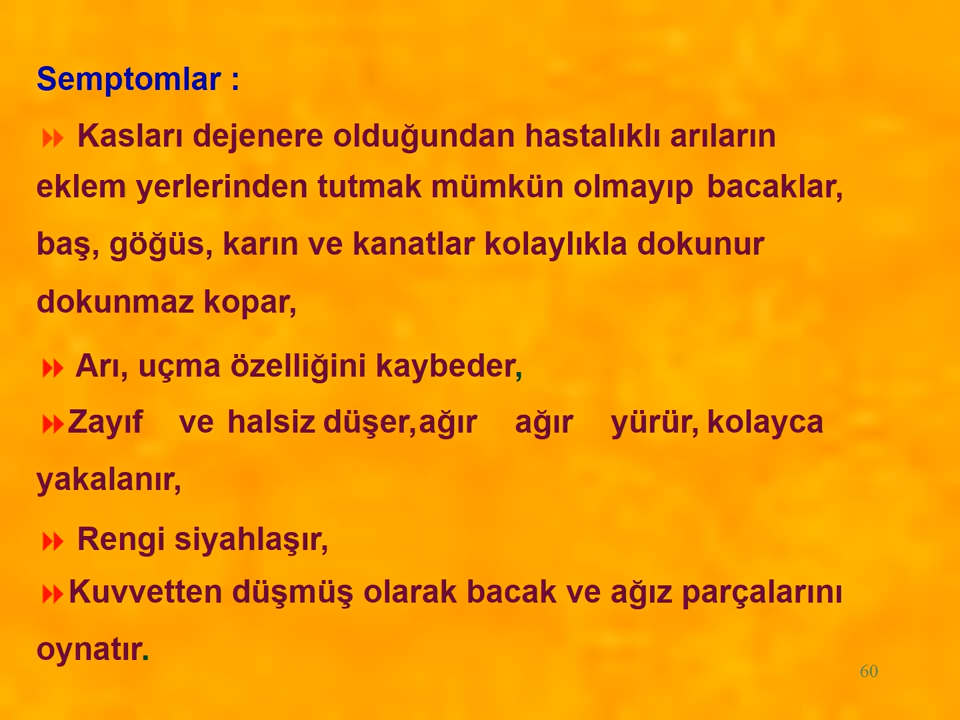 Semptomlar :
Kasları dejenere olduğundan hastalıklı arıların
eklem yerlerinden tutmak mümkün olmayıp bacaklar,
baş, göğüs, karın ve kanatlar kolaylıkla dokunur
dokunmaz kopar,
Arı, uçma özelliğini kaybeder,
Zayıf ve halsiz düşer,ağır ağır yürür, kolayca
yakalanır,
Rengi siyahlaşır,
Kuvvetten düşmüş olarak bacak ve ağız parçalarını
oynatır.
60